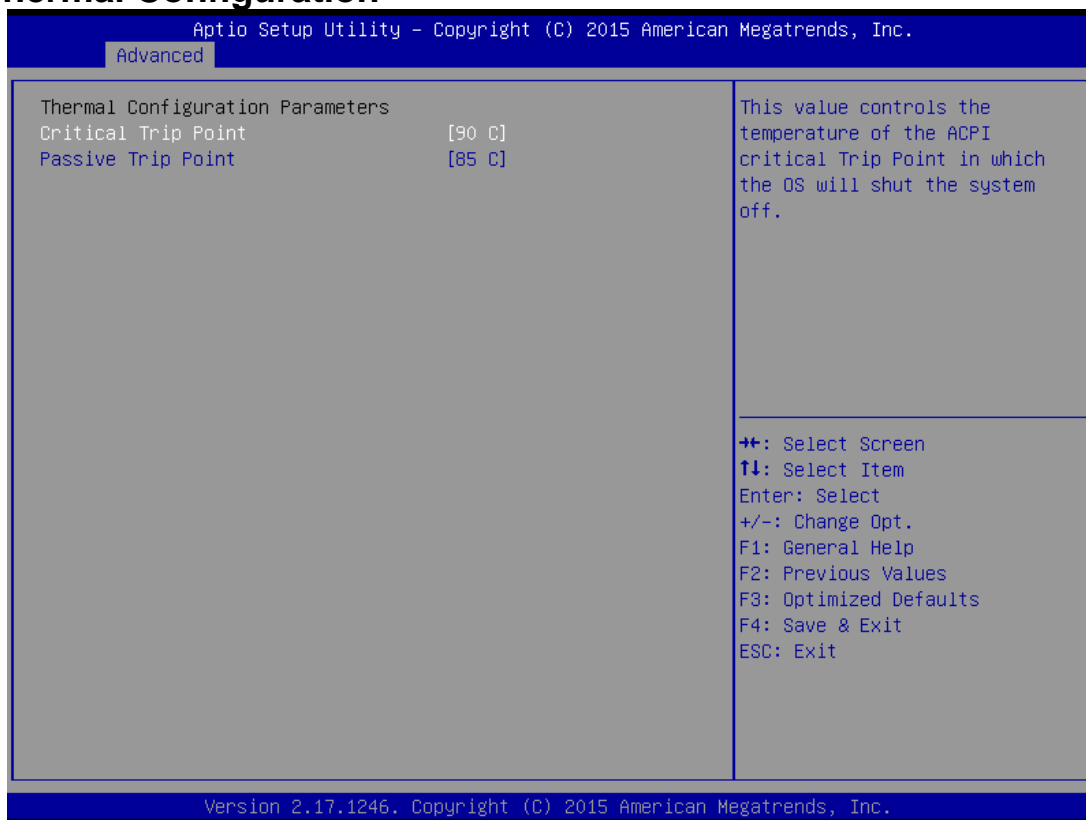 Thermal Configuration
Aptio Setup Utility – Copyright (C) 2015 American Megatrends, Inc.
Advanced
Thermal Configuration Parameters
Critical Trip Point [90 C]
Passive Trip Point [85 C]
This value controls the
temperature of the ACPI
critical Trip Point in which
the OS will shut the system
off.
→←: Select Screen
↑↓: Select Item
Enter: Select
+/-: Change Opt.
F1: General Help
F2: Previous Values
F3: Optimized Defaults
F4: Save & Exit
ESC: Exit
Version 2.17.1246. Copyright (C) 2015 American Megatrends, Inc.